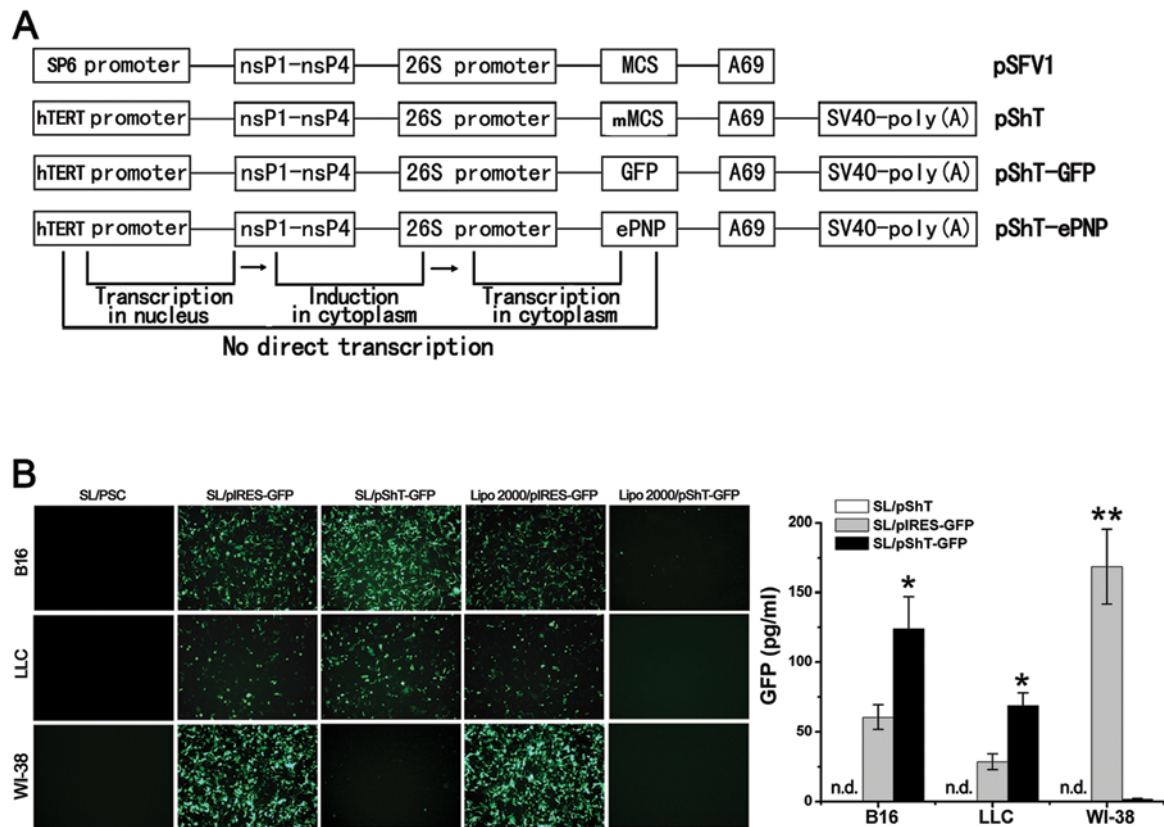 A
SP6 promoter nsP1-nsP4 26S promoter MCS A69 pSFV1
hTERT promoter nsP1-nsP4 26S promoter mMCS A69 SV40-poly(A) pShT
hTERT promoter nsP1-nsP4 26S promoter GFP A69 SV40-poly(A) pShT-GFP
hTERT promoter nsP1-nsP4 26S promoter ePNP A69 SV40-poly(A) pShT-ePNP
Transcription Induction Transcription
in nucleus in cytoplasm in cytoplasm
No direct transcription
B
SL/PSC SL/pIRES-GFP SL/pShT-GFP Lipo 2000/pIRES-GFP Lipo 2000/pShT-GFP
B16
LLC
WI-38
SL/pShT
SL/pIRES-GFP
SL/pShT-GFP
GFP (pg/ml)
200
150
100
50
0
* * **
n.d. n.d. n.d.
B16 LLC WI-38